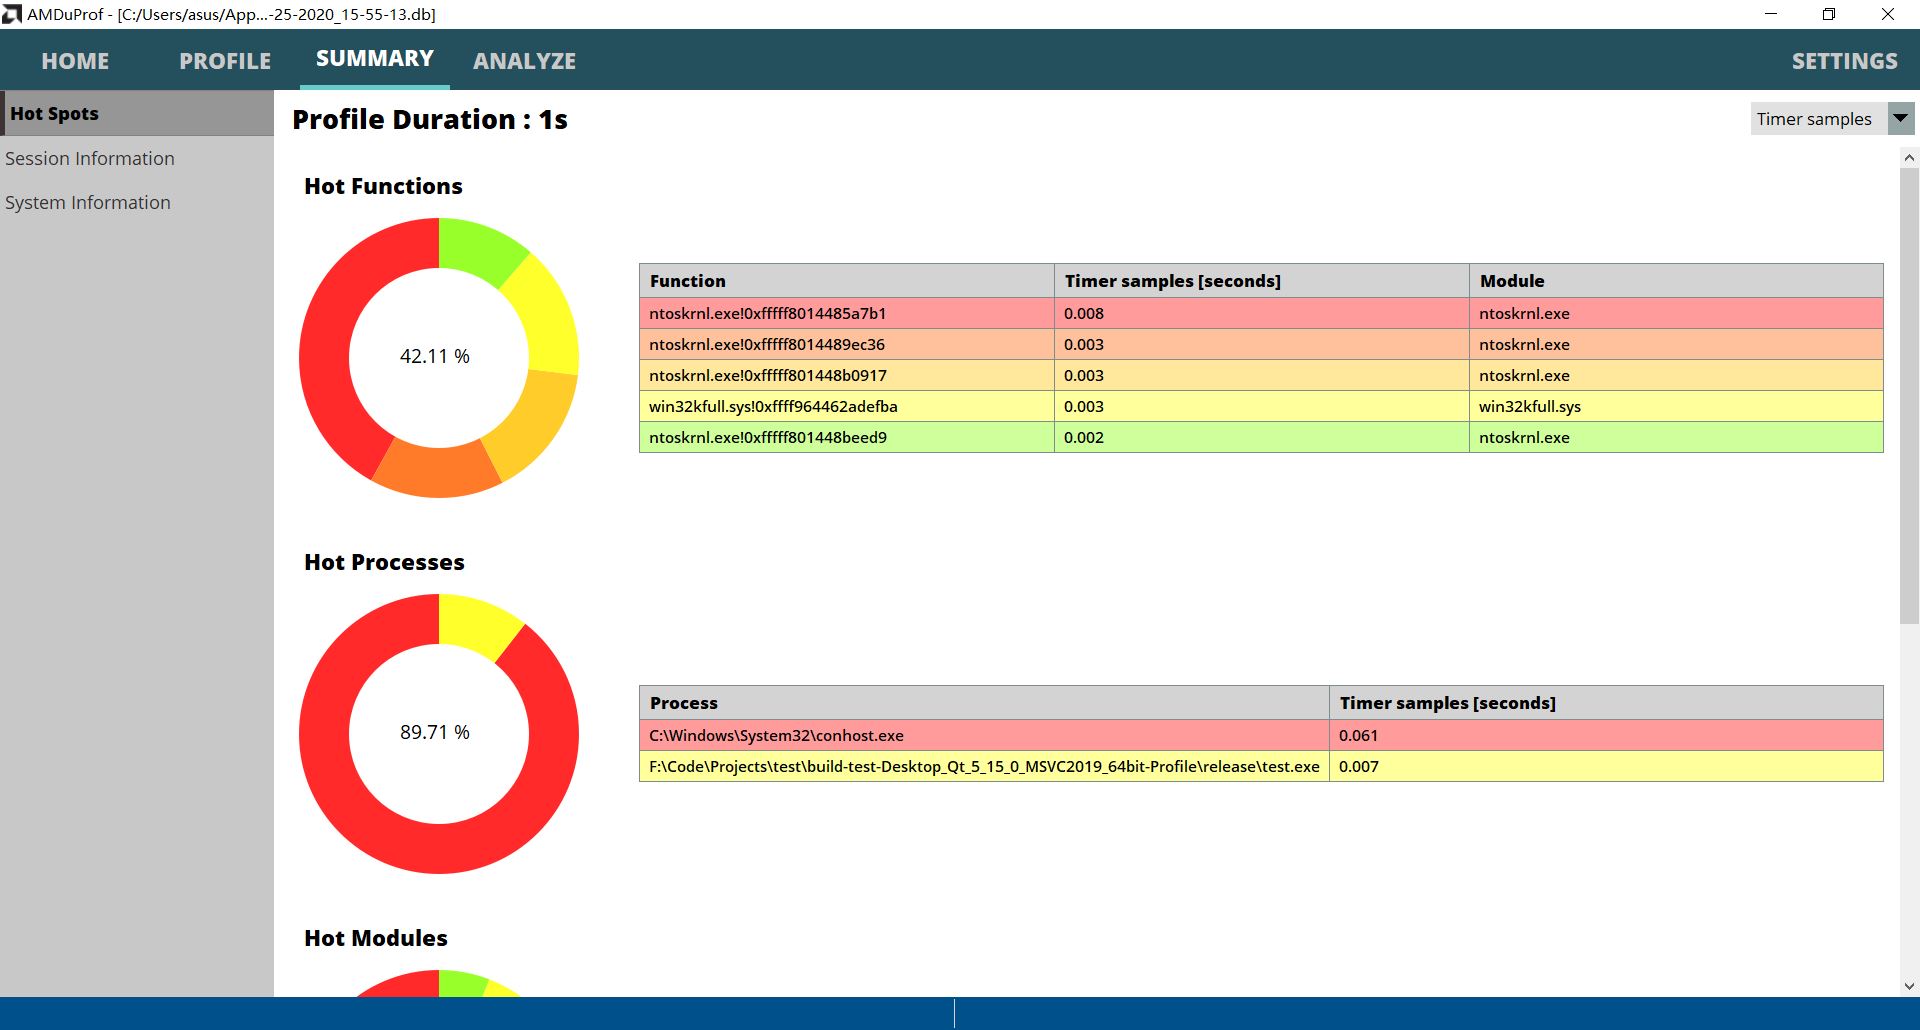 AMDuProf - [C:/Users/asus/App...-25-2020_15-55-13.db]
HOME PROFILE SUMMARY ANALYZE SETTINGS
Hot Spots
Session Information
System Information
Profile Duration : 1s
Timer samples
Hot Functions
42.11 %
Function Timer samples [seconds] Module
ntoskrnl.exe!0xfffff8014485a7b1 0.008 ntoskrnl.exe
ntoskrnl.exe!0xfffff8014489ec36 0.003 ntoskrnl.exe
ntoskrnl.exe!0xfffff801448b0917 0.003 ntoskrnl.exe
win32kfull.sys!0xffff964462adefba 0.003 win32kfull.sys
ntoskrnl.exe!0xfffff801448beed9 0.002 ntoskrnl.exe
Hot Processes
89.71 %
Process Timer samples [seconds]
C:\Windows\System32\conhost.exe 0.061
F:\Code\Projects\test\build-test-Desktop_Qt_5_15_0_MSVC2019_64bit-Profile\release\test.exe 0.007
Hot Modules